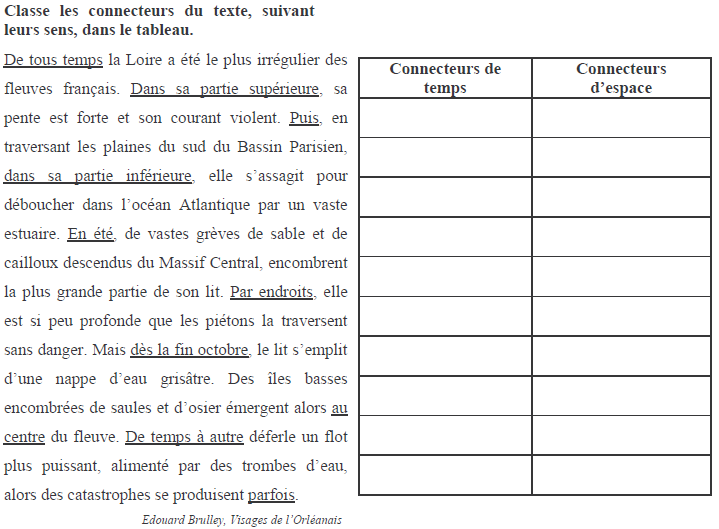 Classe les connecteurs du texte, suivant
leurs sens, dans le tableau.
De tous temps la Loire a été le plus irrégulier des
fleuves français. Dans sa partie supérieure, sa
pente est forte et son courant violent. Puis, en
traversant les plaines du sud du Bassin Parisien,
dans sa partie inférieure, elle s’assagit pour
déboucher dans l’océan Atlantique par un vaste
estuaire. En été, de vastes grèves de sable et de
cailloux descendus du Massif Central, encombrent
la plus grande partie de son lit. Par endroits, elle
est si peu profonde que les piétons la traversent
sans danger. Mais dès la fin octobre, le lit s’emplit
d’une nappe d’eau grisâtre. Des îles basses
encombrées de saules et d’osier émergent alors au
centre du fleuve. De temps à autre déferle un flot
plus puissant, alimenté par des trombes d’eau,
alors des catastrophes se produisent parfois.
Edouard Brulley, Visages de l’Orléanais
Connecteurs de
temps
Connecteurs
d’espace